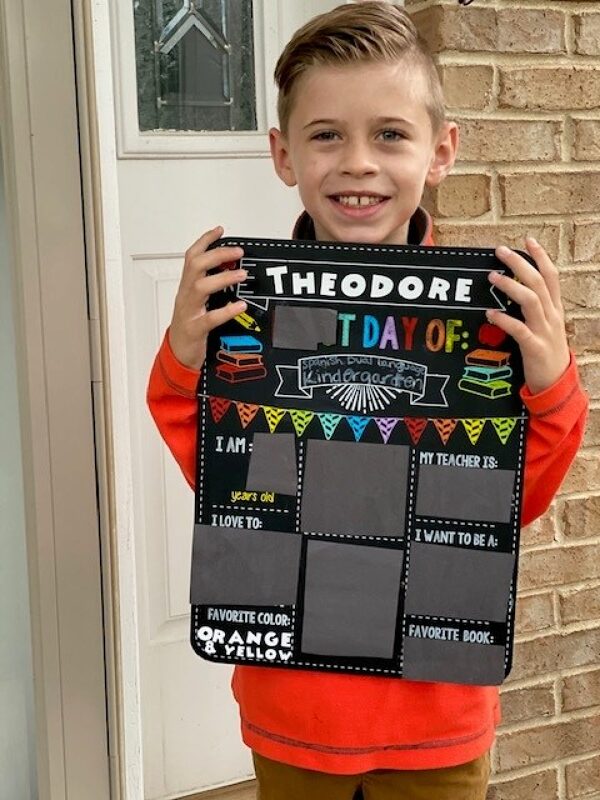 THEODORE
T DAY OF:
Spanish Dual Language
Kindergarten
I AM:
years old
MY TEACHER IS:
I LOVE TO:
I WANT TO BE A:
FAVORITE COLOR:
ORANGE
& YELLOW
FAVORITE BOOK: